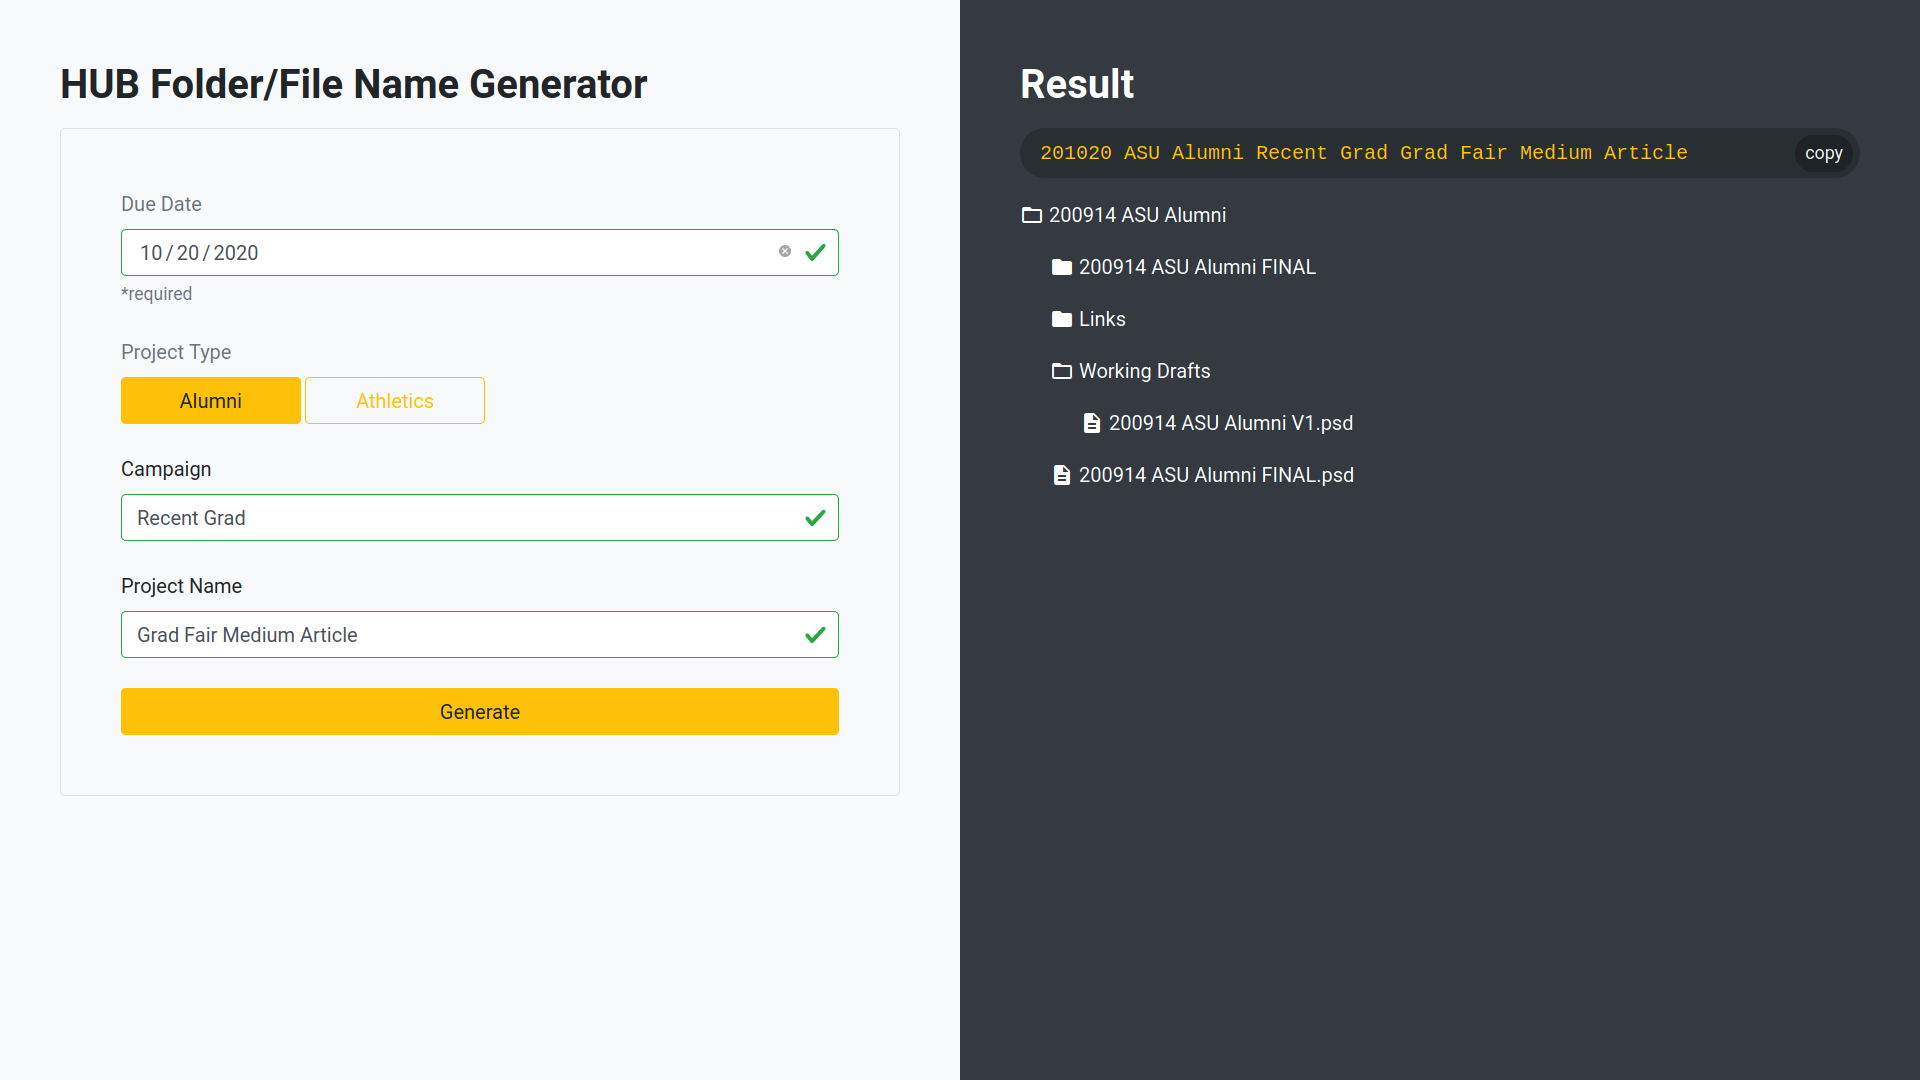 HUB Folder/File Name Generator
Due Date
10/20/2020
*required
Project Type
Alumni Athletics
Campaign
Recent Grad
Project Name
Grad Fair Medium Article
Generate
Result
201020 ASU Alumni Recent Grad Grad Fair Medium Article copy
200914 ASU Alumni
200914 ASU Alumni FINAL
Links
Working Drafts
200914 ASU Alumni V1.psd
200914 ASU Alumni FINAL.psd